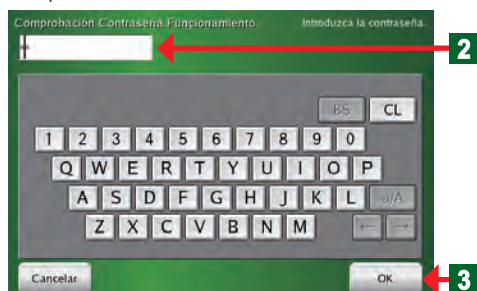 Comprobación Contraseña Funcionamiento
Introduzca la contraseña.
2
BS CL
1 2 3 4 5 6 7 8 9 0
Q W E R T Y U I O P
A S D F G H J K L a/A
Z X C V B N M ← →
Cancelar OK 3